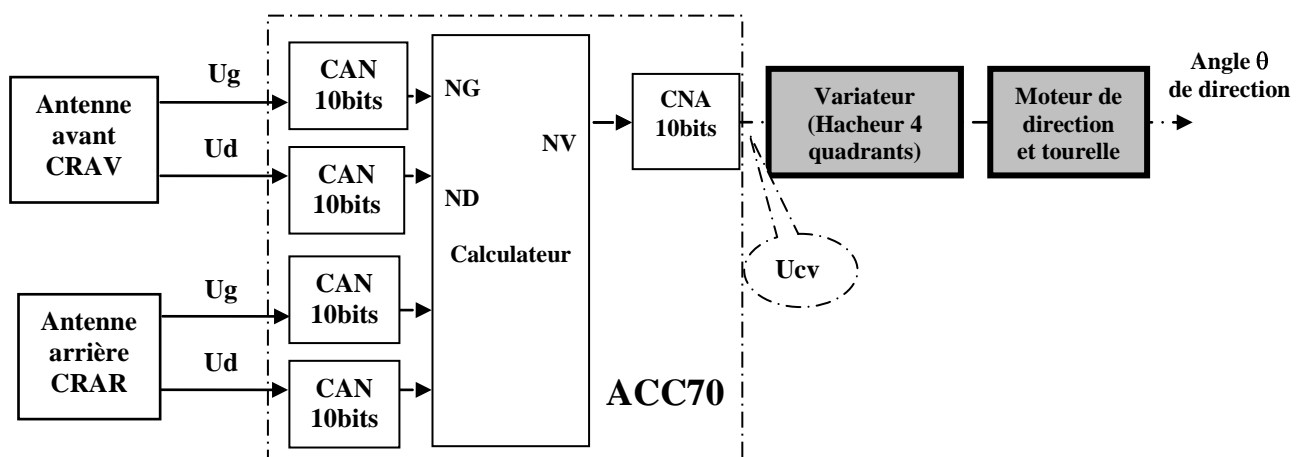 Antenne
avant
CRAV
Ug
Ud
CAN
10bits
CAN
10bits
NG
ND
NV
Calculateur
CNA
10bits
Variateur
(Hacheur 4
quadrants)
Moteur de
direction
et tourelle
Angle θ
de direction
Ucv
Antenne
arrière
CRAR
Ug
Ud
CAN
10bits
CAN
10bits
ACC70